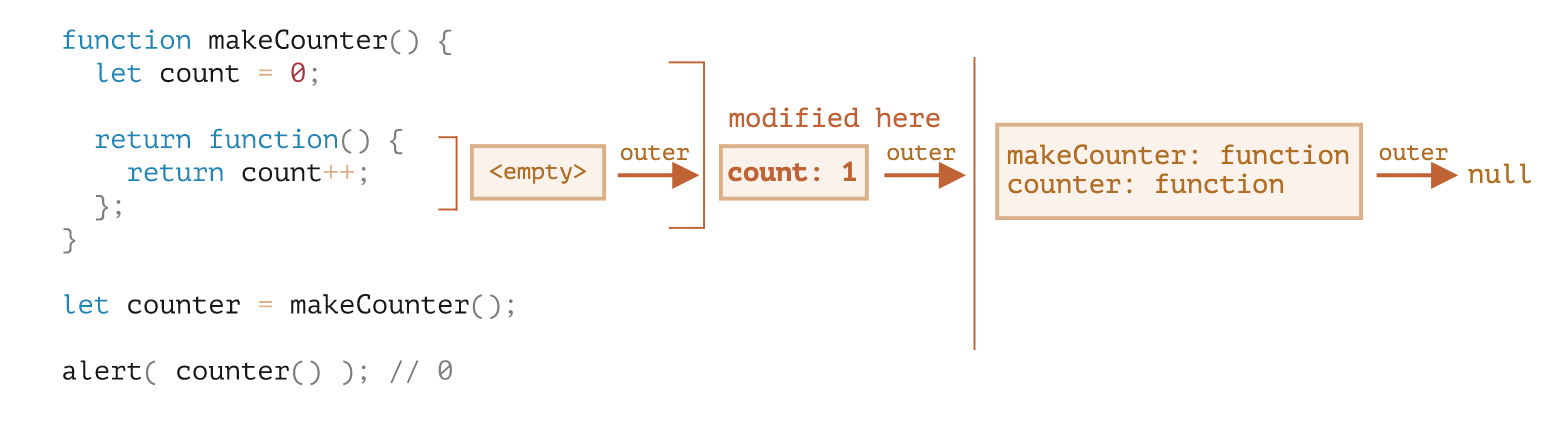 function makeCounter() {
let count = 0;
return function() {
return count++;
};
}
let counter = makeCounter();
alert( counter() ); // 0
<empty>
outer
modified here
count: 1
outer
makeCounter: function
counter: function
outer
null